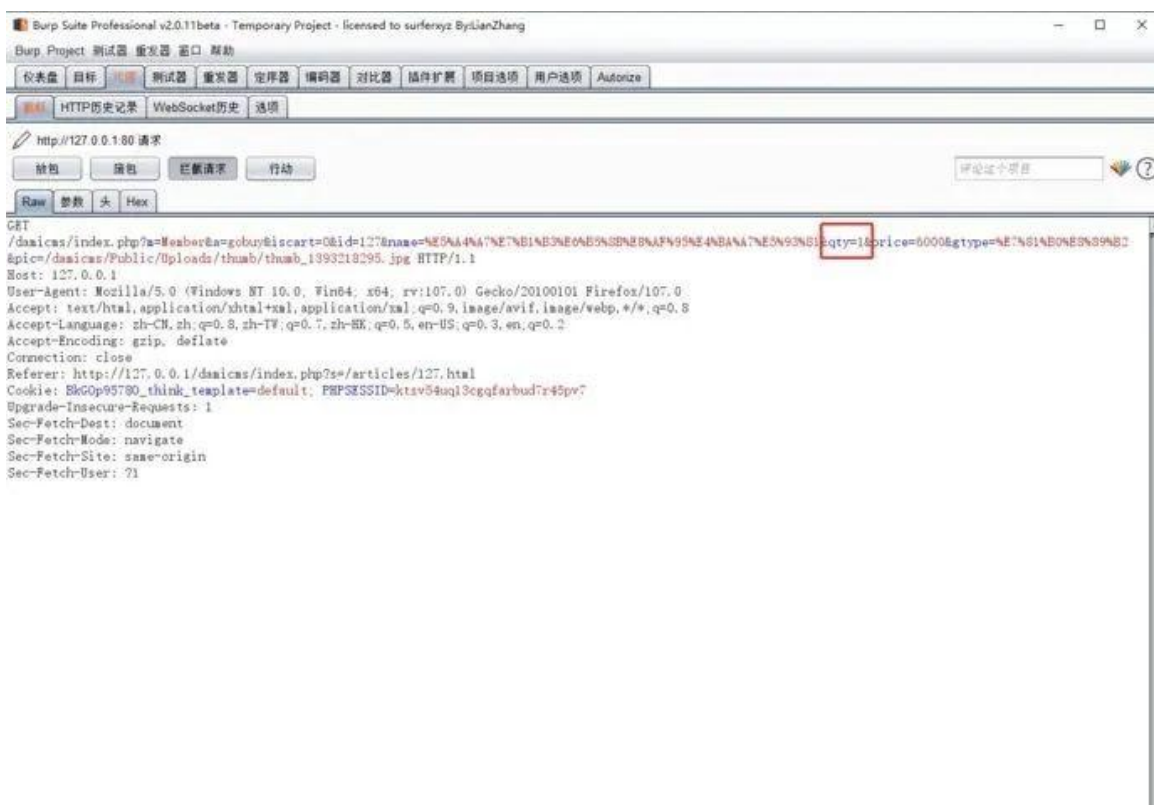 Burp Suite Professional v2.0.11beta - Temporary Project - licensed to surferxyz By:LianZhang
Burp Project 测试器 重发器 窗口 帮助
仪表盘 目标 代理 测试器 重发器 定序器 编码器 对比器 插件扩展 项目选项 用户选项 Autorize
HTTP历史记录 WebSocket历史 选项
http://127.0.0.1:80 请求
放包 拦截请求 行动 评论这个项目
Raw 参数 头 Hex
GET
/damicms/index.php?m=Member&a=gobuy&iscart=0&id=127&name=%E5%A4%A7%E7%B1%B3%E6%B5%8B%E8%AF%95%E4%BA%A7%E5%93%81&qty=1&price=6000&gtype=%E7%81%B0%E8%89%B2
&pic=/damicms/Public/Uploads/thumb/thumb_1393218295.jpg HTTP/1.1
Host: 127.0.0.1
User-Agent: Mozilla/5.0 (Windows NT 10.0; Win64; x64; rv:107.0) Gecko/20100101 Firefox/107.0
Accept: text/html,application/xhtml+xml,application/xml;q=0.9,image/avif,image/webp,*/*;q=0.8
Accept-Language: zh-CN,zh;q=0.8,zh-TW;q=0.7,zh-HK;q=0.5,en-US;q=0.3,en;q=0.2
Accept-Encoding: gzip, deflate
Connection: close
Referer: http://127.0.0.1/damicms/index.php?s=/articles/127.html
Cookie: BkGOp95780_think_template=default; PHPSESSID=ktsv54uql3cgqfarbud7r45pv7
Upgrade-Insecure-Requests: 1
Sec-Fetch-Dest: document
Sec-Fetch-Mode: navigate
Sec-Fetch-Site: same-origin
Sec-Fetch-User: ?1